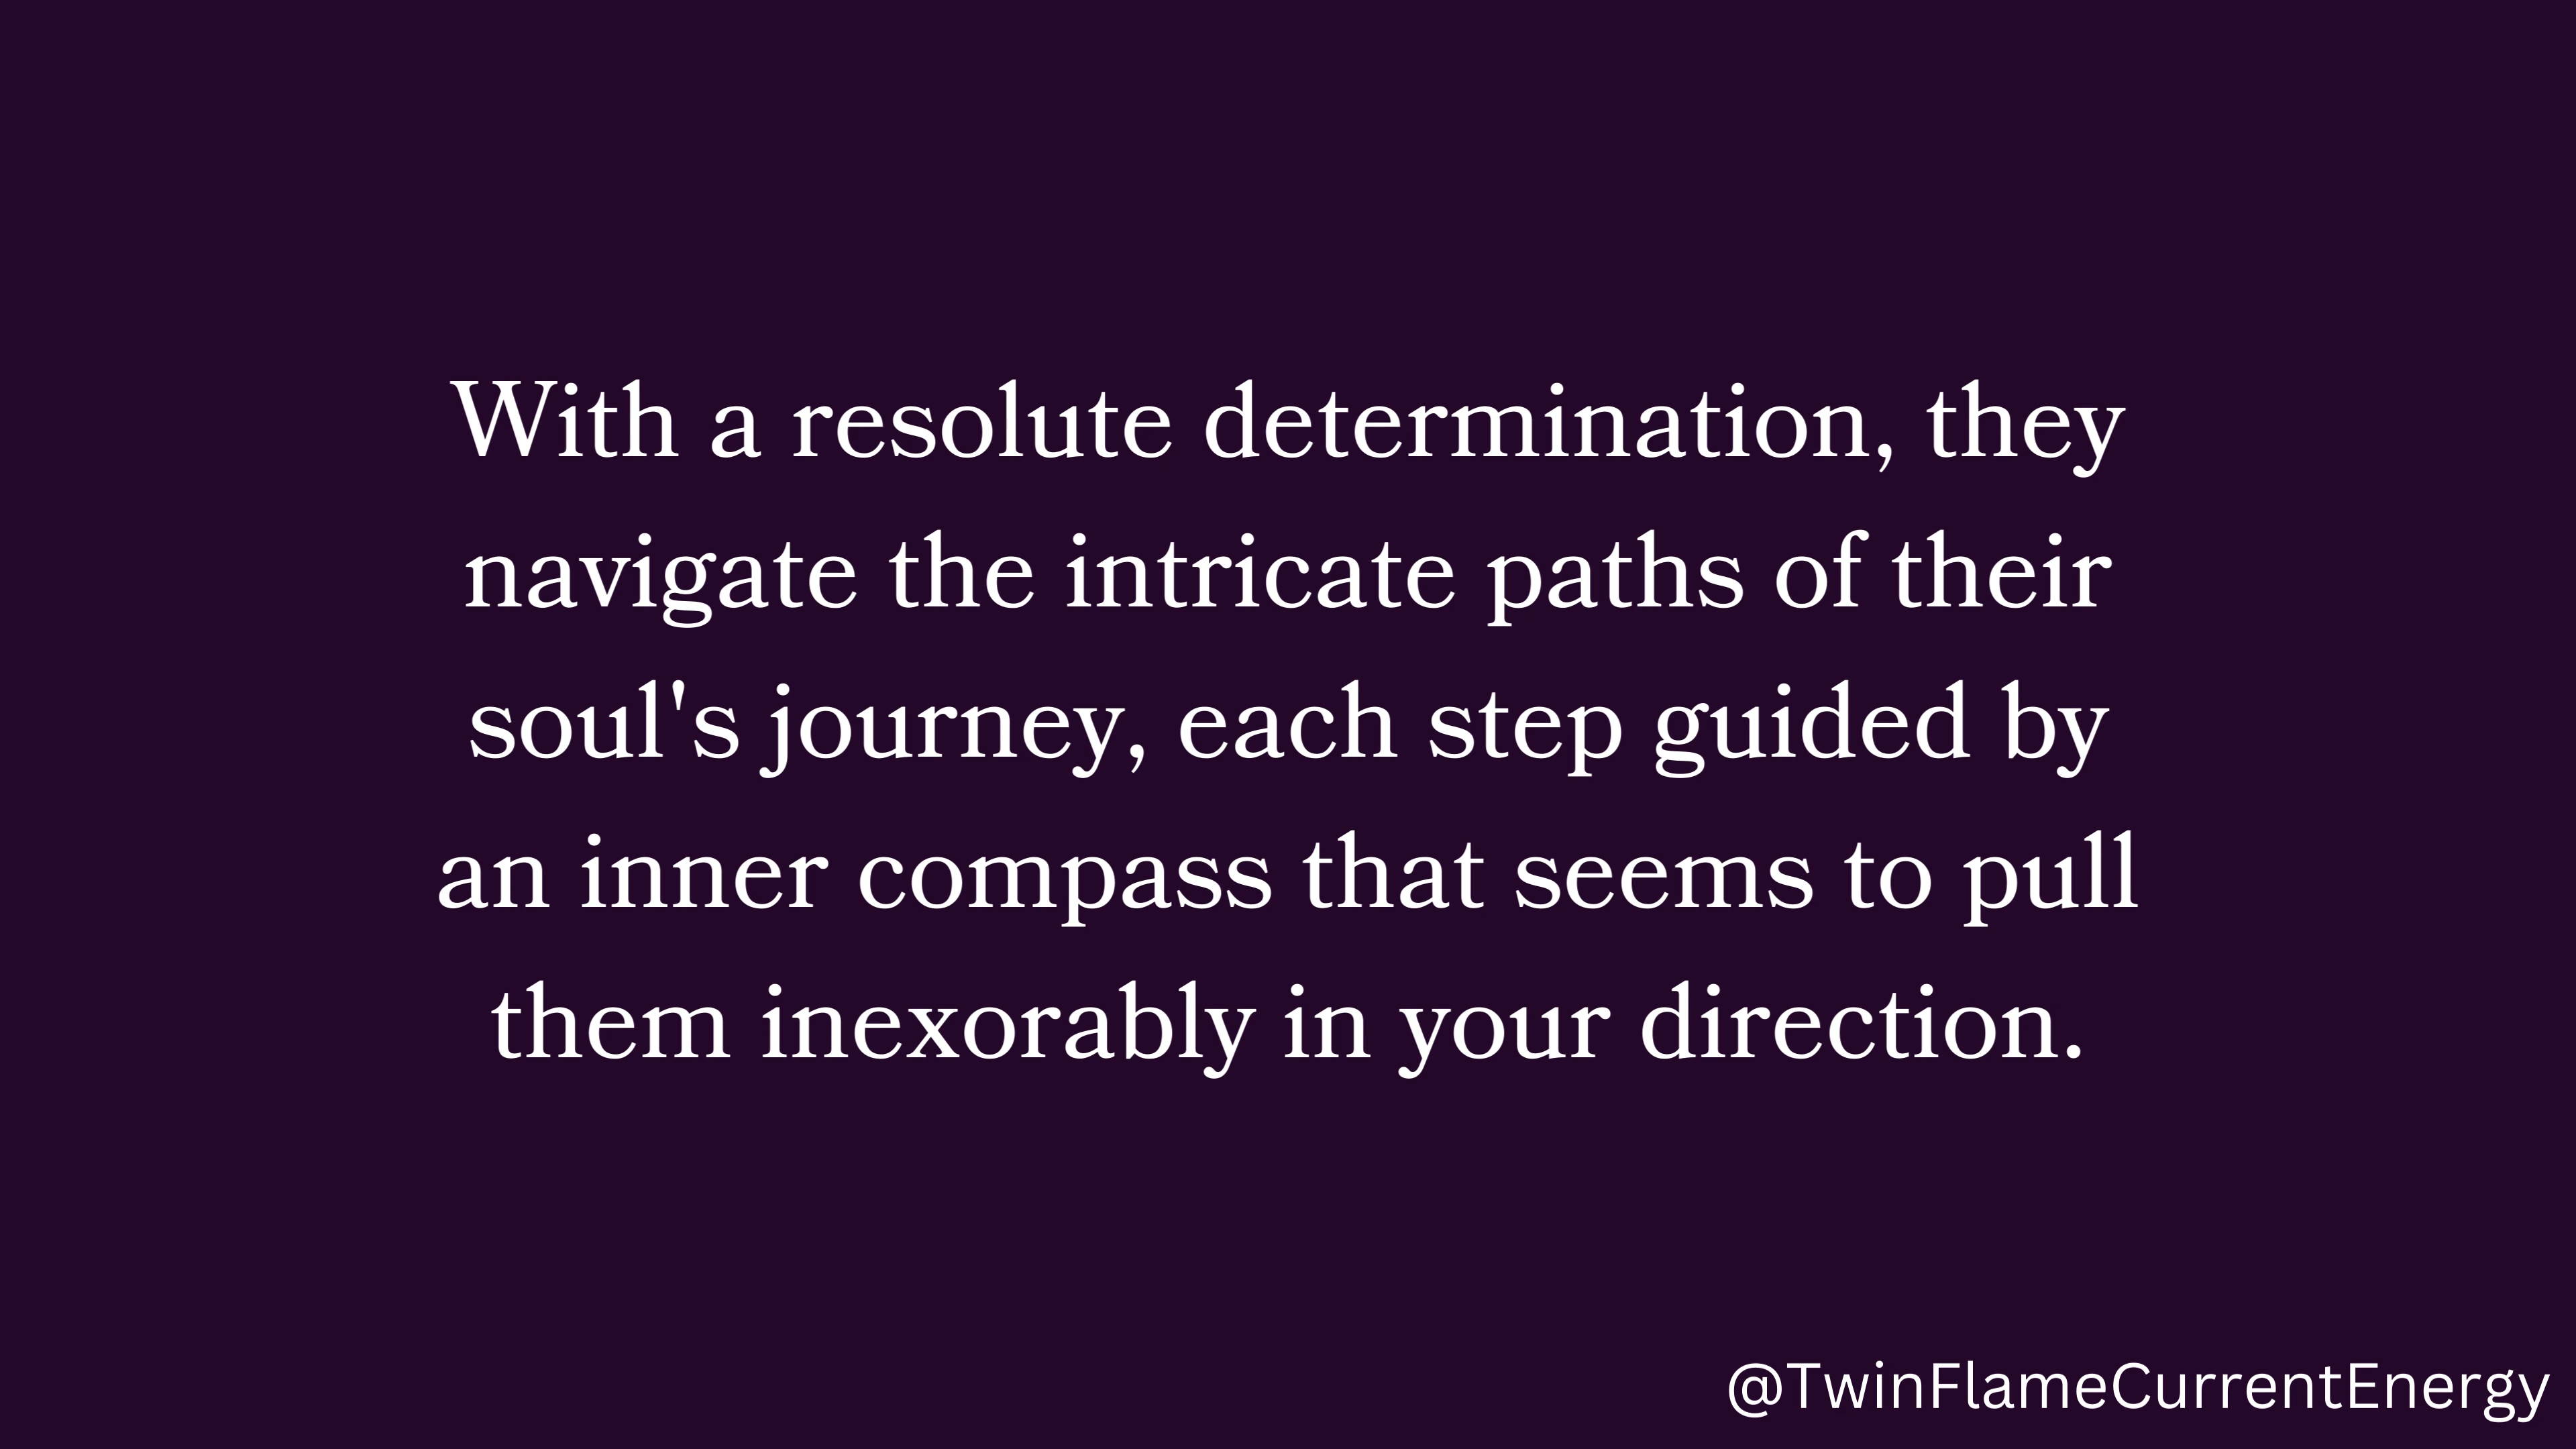 With a resolute determination, they
navigate the intricate paths of their
soul's journey, each step guided by
an inner compass that seems to pull
them inexorably in your direction.
@TwinFlameCurrentEnergy